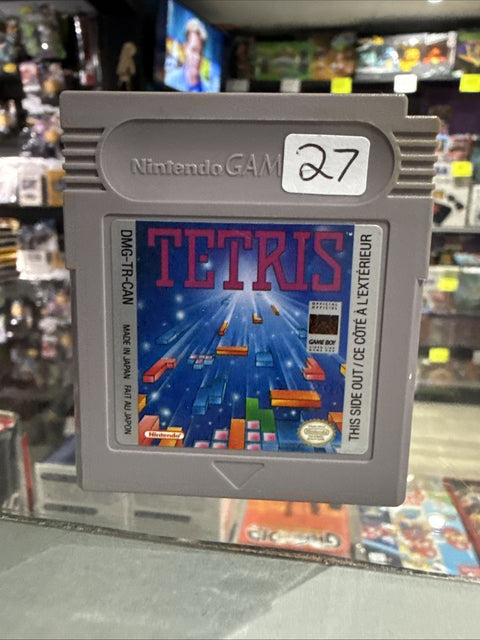 Nintendo GAM
27
DMG-TR-CAN
MADE IN JAPAN FAIT AU JAPON
TETRIS
GAME BOY
Nintendo
THIS SIDE OUT / CE CÔTÉ À L'EXTÉRIEUR